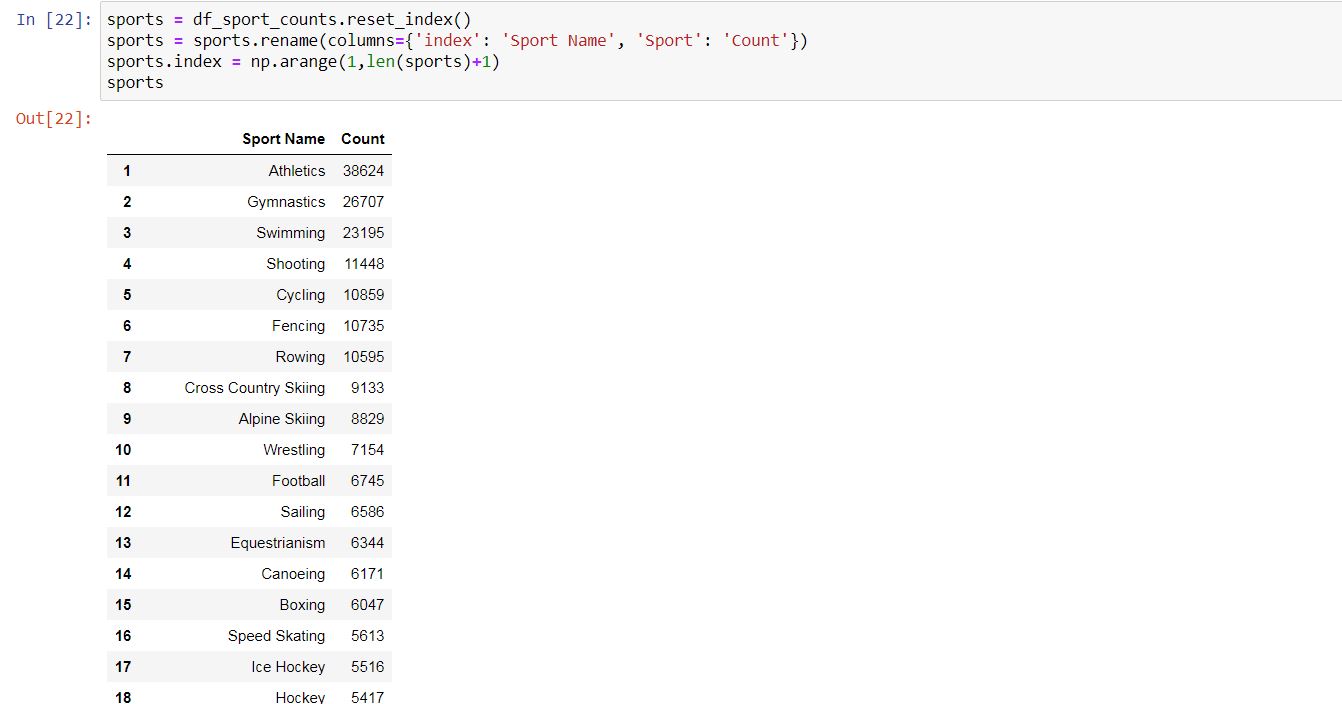 In [22]: sports = df_sport_counts.reset_index()
sports = sports.rename(columns={'index': 'Sport Name', 'Sport': 'Count'})
sports.index = np.arange(1,len(sports)+1)
sports
Out[22]:
Sport Name Count
1 Athletics 38624
2 Gymnastics 26707
3 Swimming 23195
4 Shooting 11448
5 Cycling 10859
6 Fencing 10735
7 Rowing 10595
8 Cross Country Skiing 9133
9 Alpine Skiing 8829
10 Wrestling 7154
11 Football 6745
12 Sailing 6586
13 Equestrianism 6344
14 Canoeing 6171
15 Boxing 6047
16 Speed Skating 5613
17 Ice Hockey 5516
18 Hockey 5417